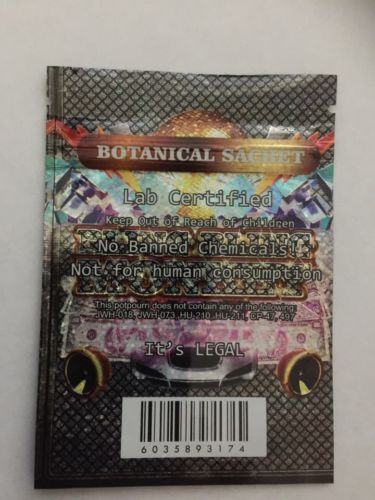 BOTANICAL SACHET
Lab Certified
Keep Out of Reach of Children
No Banned Chemicals!
Not for human consumption
This potpourri does not contain any of the following
JWH-018, JWH-073, HU-210, HU-211, CP-47, 497
It's LEGAL
6035893174